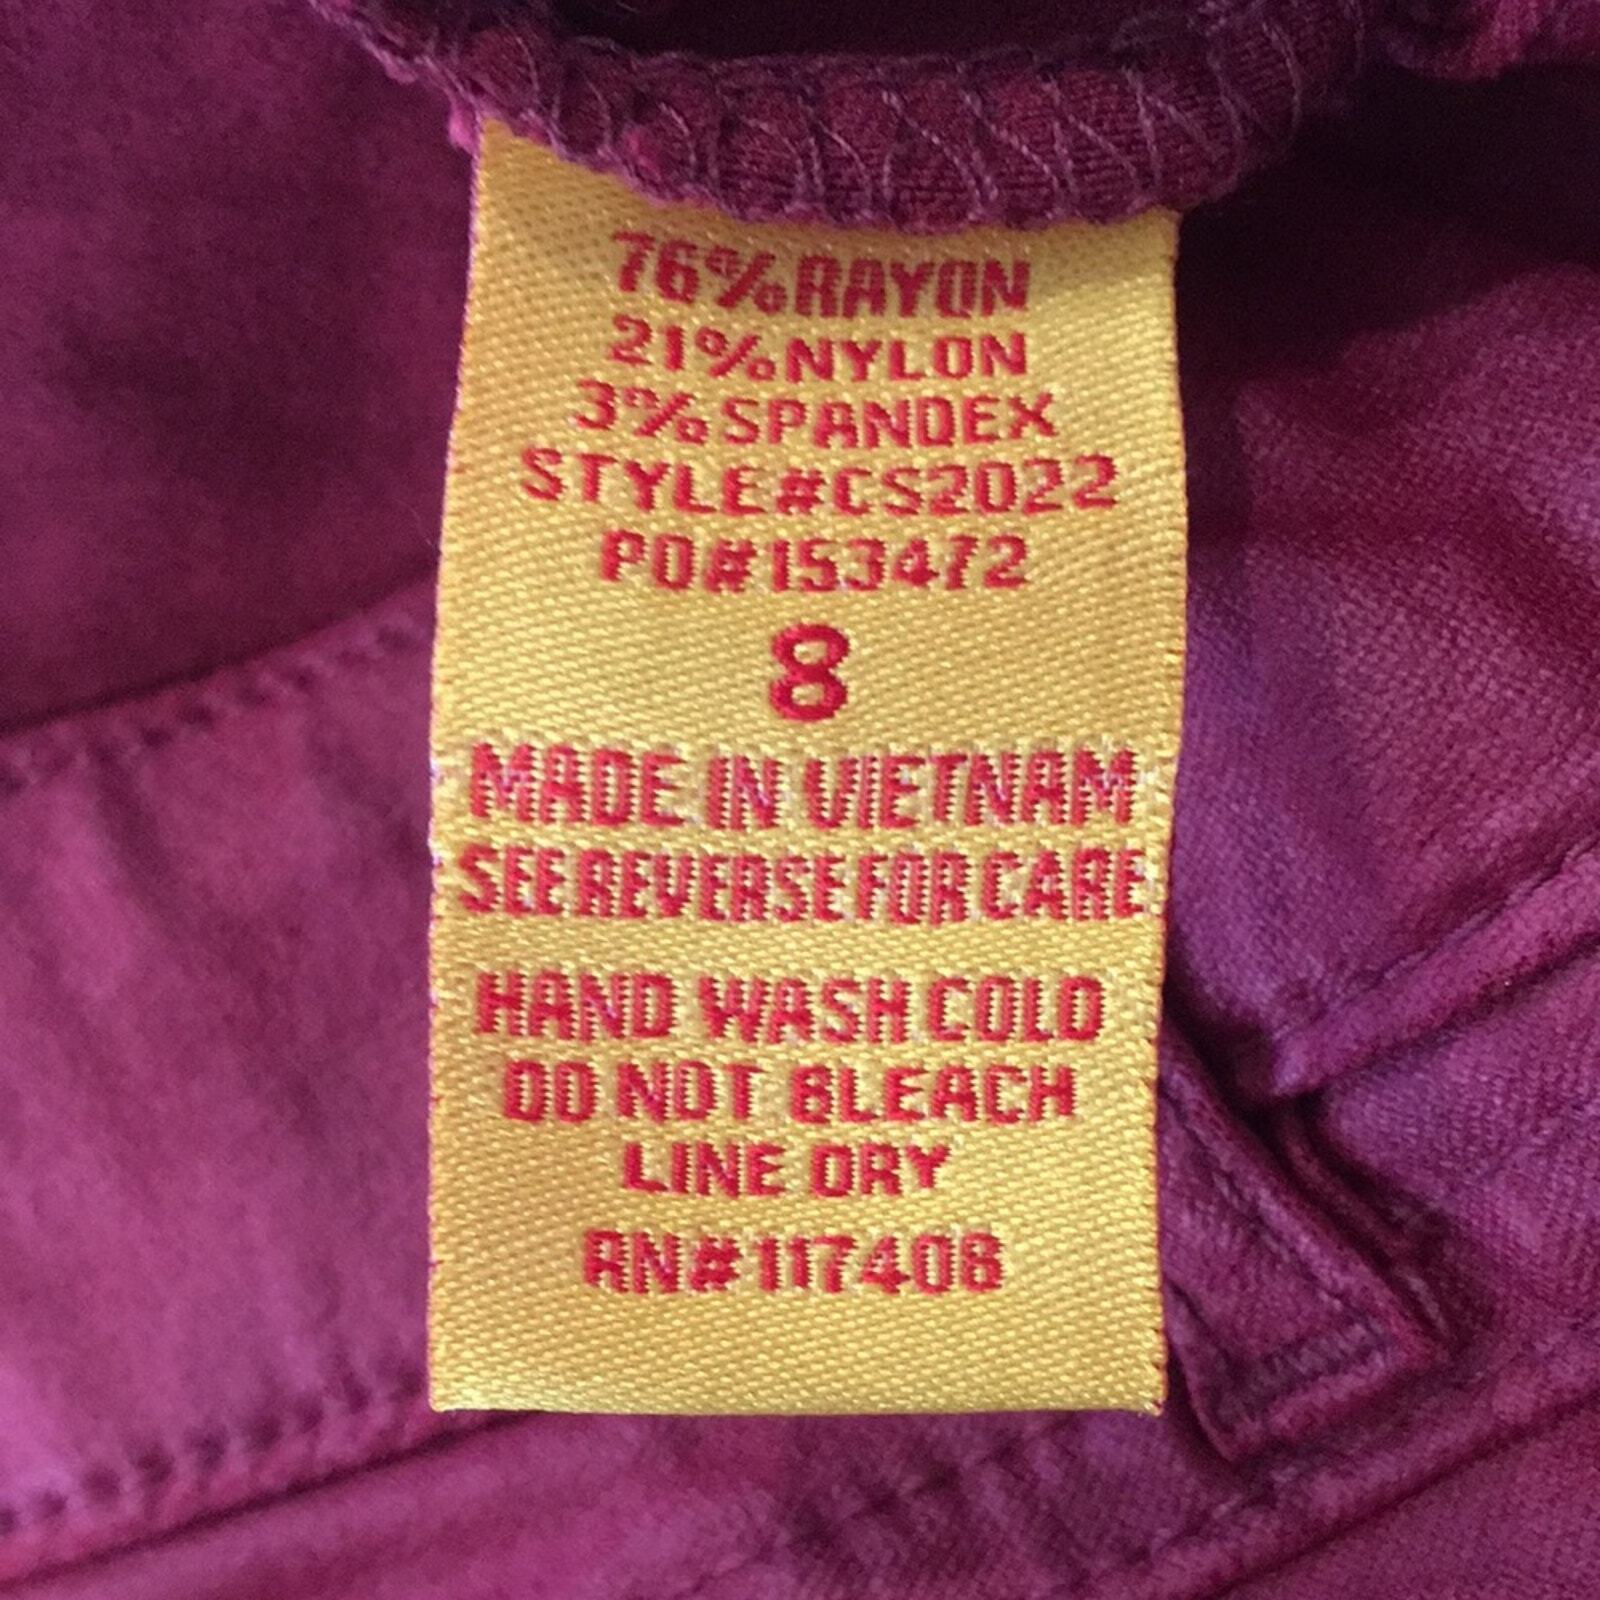 76% RAYON
21% NYLON
3% SPANDEX
STYLE#CS2022
PO#153472
8
MADE IN VIETNAM
SEE REVERSE FOR CARE
HAND WASH COLD
DO NOT BLEACH
LINE DRY
RN#117408